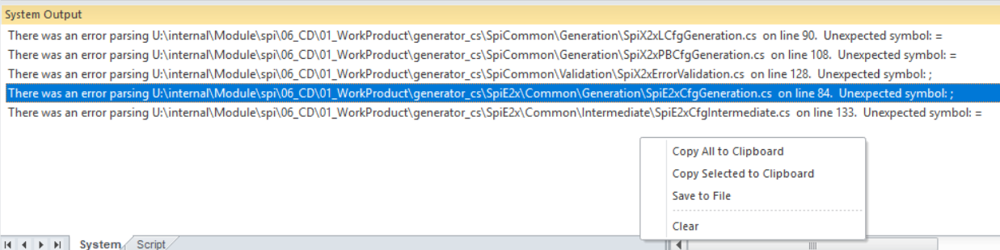 System Output
There was an error parsing U:\internal\Module\spi\06_CD\01_WorkProduct\generator_cs\SpiCommon\Generation\SpiX2xLCfgGeneration.cs on line 90. Unexpected symbol: =
There was an error parsing U:\internal\Module\spi\06_CD\01_WorkProduct\generator_cs\SpiCommon\Generation\SpiX2xPBCfgGeneration.cs on line 108. Unexpected symbol: =
There was an error parsing U:\internal\Module\spi\06_CD\01_WorkProduct\generator_cs\SpiCommon\Validation\SpiX2xErrorValidation.cs on line 128. Unexpected symbol: ;
There was an error parsing U:\internal\Module\spi\06_CD\01_WorkProduct\generator_cs\SpiE2x\Common\Generation\SpiE2xCfgGeneration.cs on line 84. Unexpected symbol: ;
There was an error parsing U:\internal\Module\spi\06_CD\01_WorkProduct\generator_cs\SpiE2x\Common\Intermediate\SpiE2xCfgIntermediate.cs on line 133. Unexpected symbol: =
Copy All to Clipboard
Copy Selected to Clipboard
Save to File
Clear
System Script